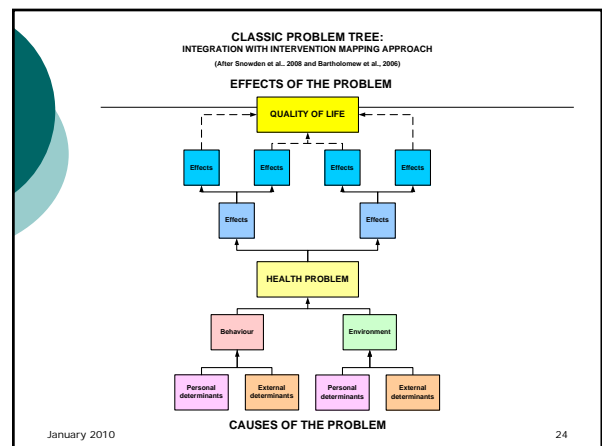 CLASSIC PROBLEM TREE:
INTEGRATION WITH INTERVENTION MAPPING APPROACH
(After Snowden et al.. 2008 and Bartholomew et al., 2006)
EFFECTS OF THE PROBLEM
QUALITY OF LIFE
Effects
Effects
Effects
Effects
Effects
Effects
HEALTH PROBLEM
Behaviour
Environment
Personal
determinants
External
determinants
Personal
determinants
External
determinants
CAUSES OF THE PROBLEM
January 2010
24